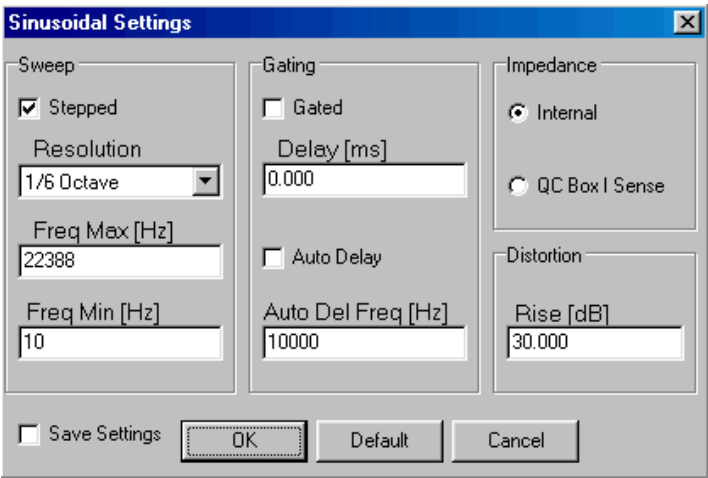 Sinusoidal Settings
Sweep
Stepped
Resolution
1/6 Octave
Freq Max [Hz]
22388
Freq Min [Hz]
10
Gating
Gated
Delay [ms]
0.000
Auto Delay
Auto Del Freq [Hz]
10000
Impedance
Internal
QC Box I Sense
Distortion
Rise [dB]
30.000
Save Settings
OK
Default
Cancel